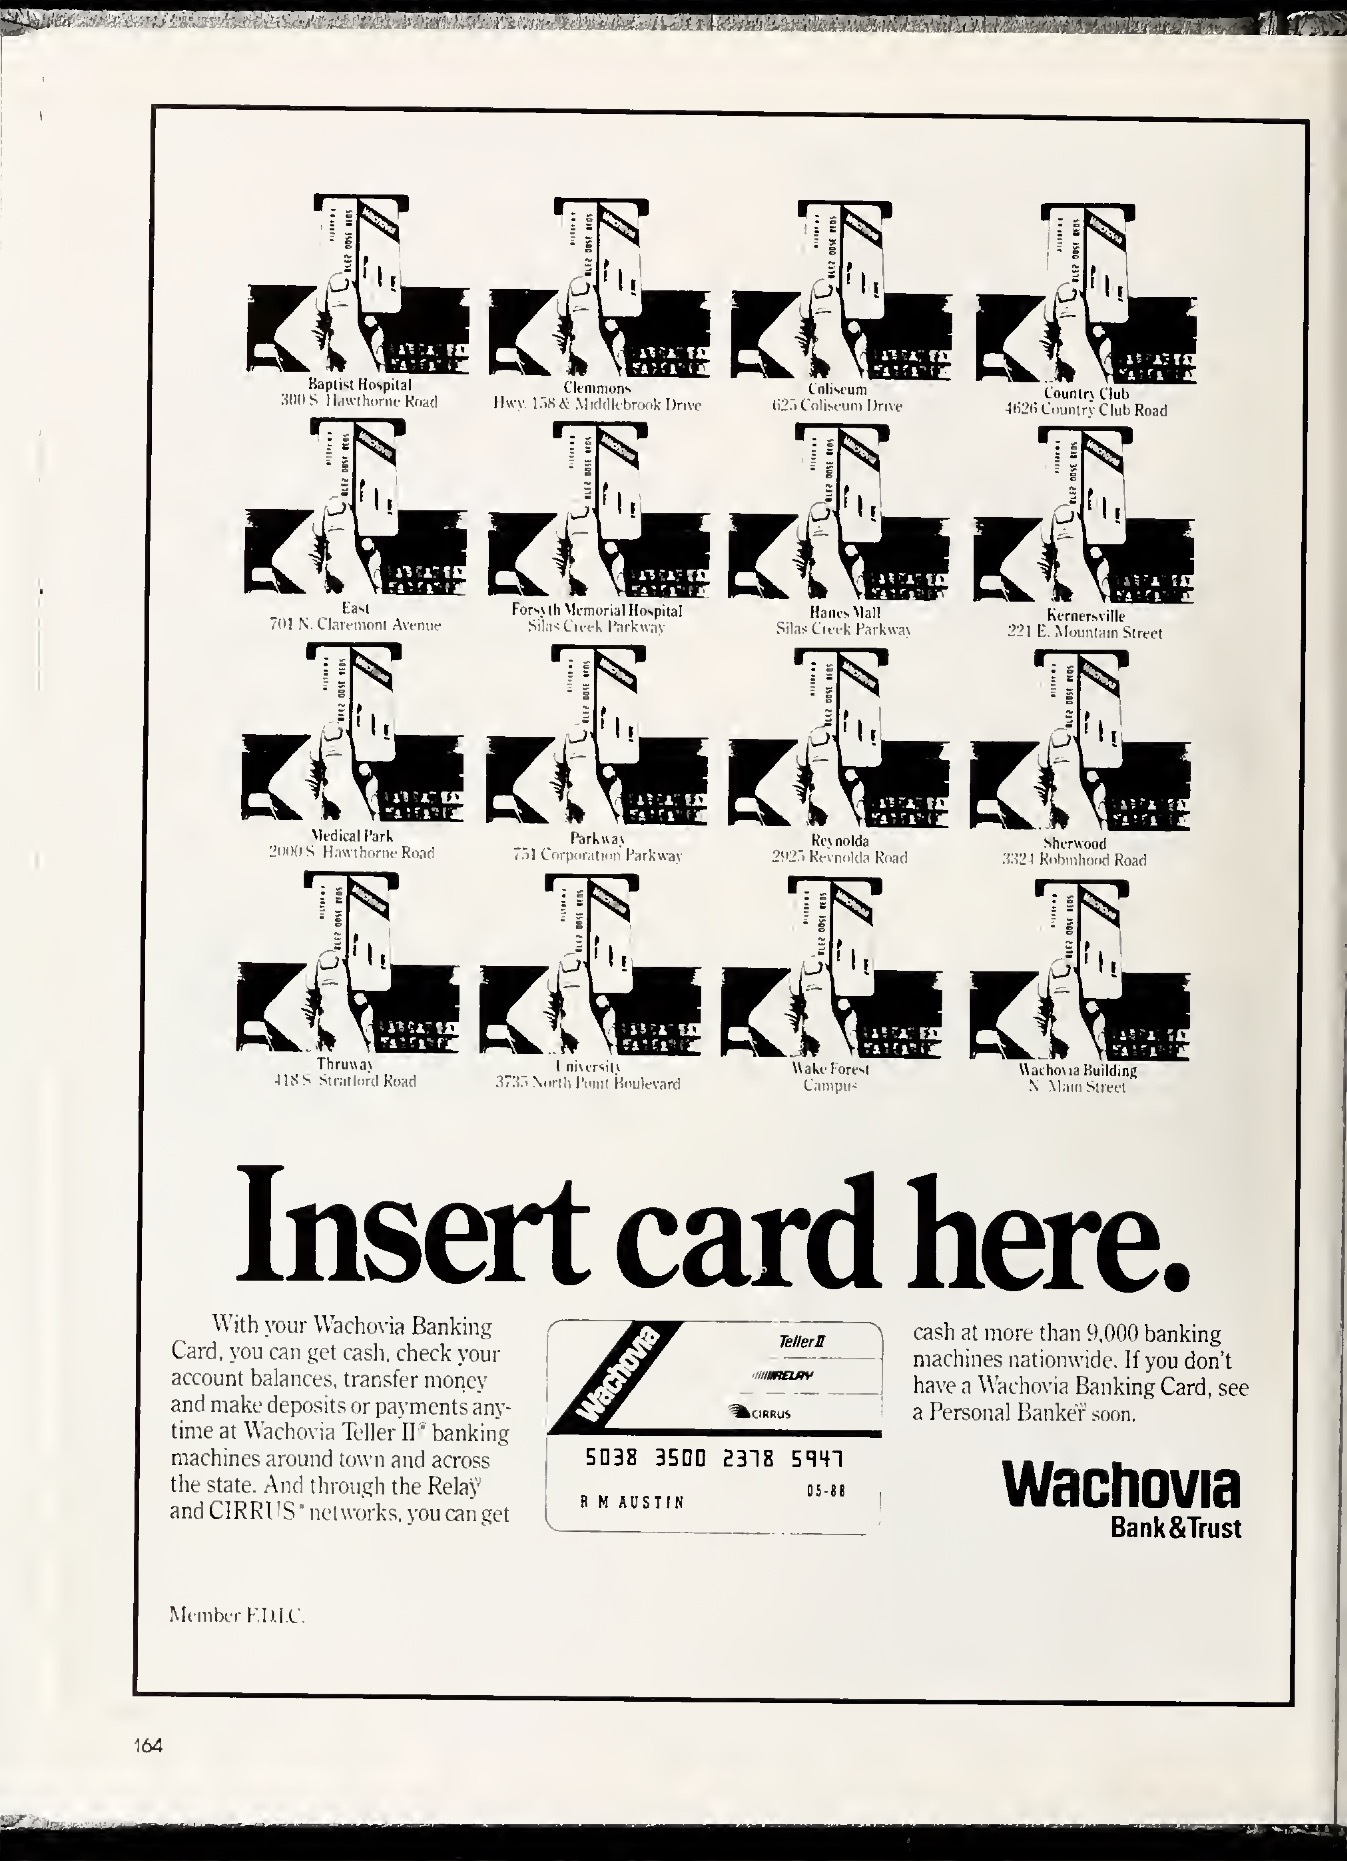 Baptist Hospital
300 S. Hawthorne Road
Clemmons
Hwy. 158 & Middlebrook Drive
Coliseum
625 Coliseum Drive
Country Club
4626 Country Club Road
East
701 N. Claremont Avenue
Forsyth Memorial Hospital
Silas Creek Parkway
Hanes Mall
Silas Creek Parkway
Kernersville
221 E. Mountain Street
Medical Park
2000 S. Hawthorne Road
Parkway
751 Corporation Parkway
Reynolda
2925 Reynolda Road
Sherwood
3324 Robinhood Road
Thruway
418 S. Stratford Road
University
3735 North Point Boulevard
Wake Forest
Campus
Wachovia Building
N. Main Street
Insert card here.
With your Wachovia Banking
Card, you can get cash, check your
account balances, transfer money
and make deposits or payments any-
time at Wachovia Teller II® banking
machines around town and across
the state. And through the Relay
and CIRRUS® networks, you can get
Wachovia
Teller II
RELAY
CIRRUS
5038 3500 2378 5947
05-88
R M AUSTIN
cash at more than 9,000 banking
machines nationwide. If you don't
have a Wachovia Banking Card, see
a Personal Banker soon.
Wachovia
Bank&Trust
Member F.D.I.C.
164